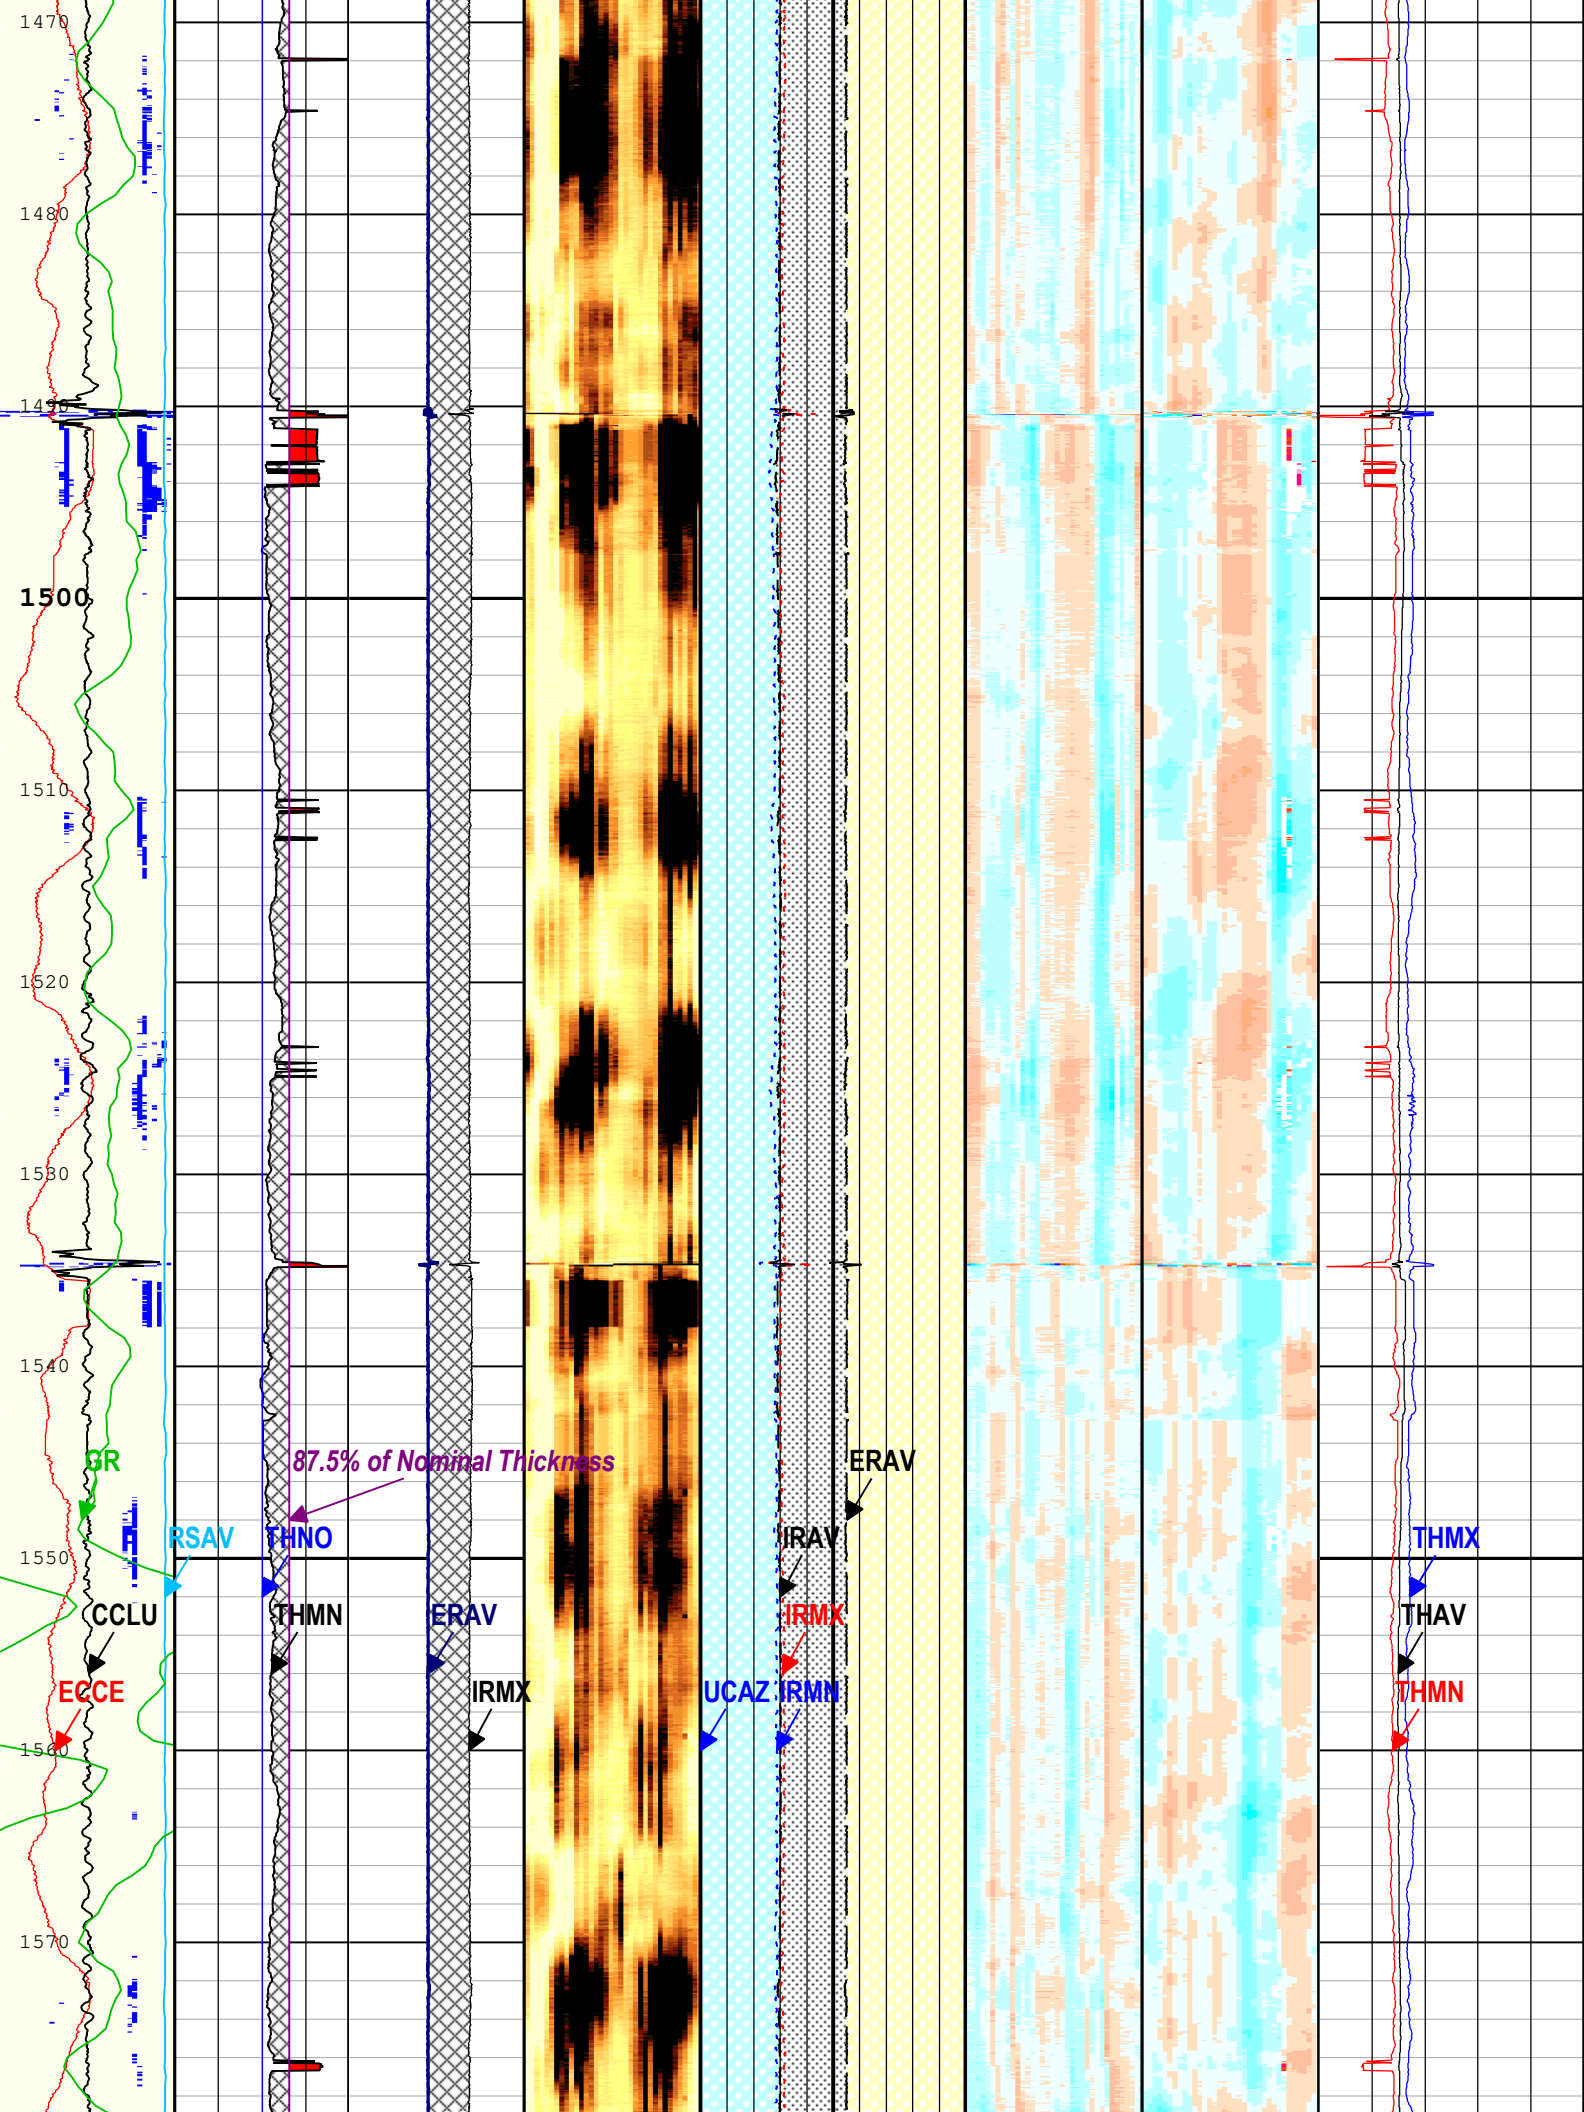 1470
1480
1490
1500
1510
1520
1530
1540
GR
87.5% of Nominal Thickness
ERAV
RSAV
THNO
IRAV
THMX
1550
CCLU
THMN
ERAV
IRMX
THAV
ECCE
IRMX
UCAZ
IRMN
THMN
1560
1570